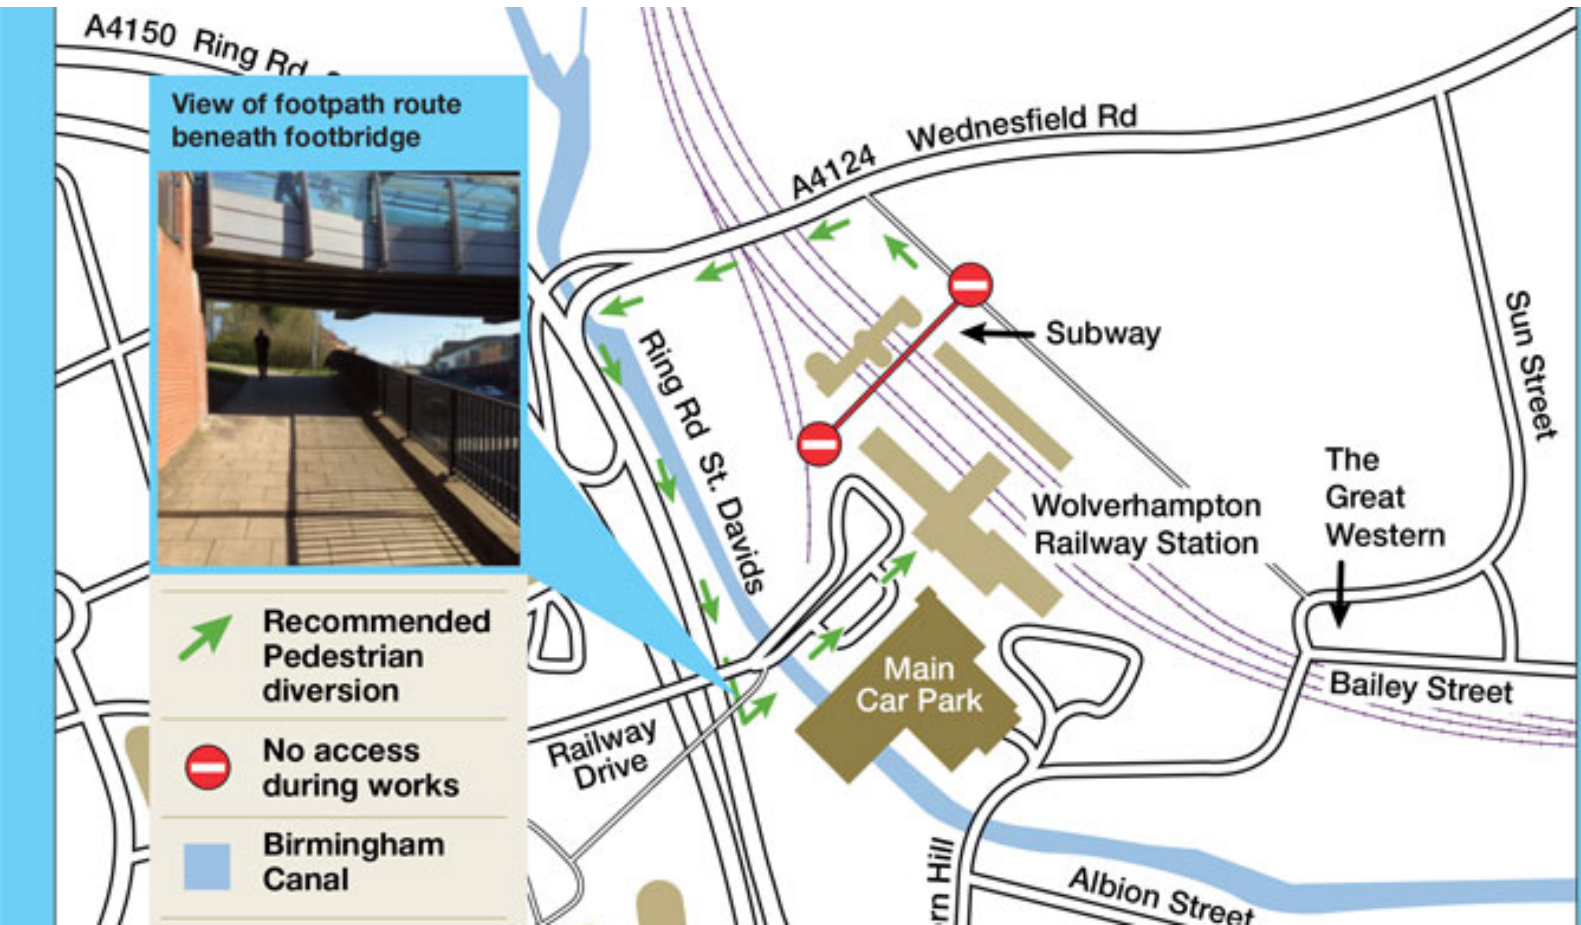 A4150 Ring Rd
View of footpath route
beneath footbridge
Recommended
Pedestrian
diversion
No access
during works
Birmingham
Canal
A4124 Wednesfield Rd
Subway
Sun Street
Ring Rd St. Davids
Wolverhampton
Railway Station
The
Great
Western
Main
Car Park
Bailey Street
Railway
Drive
rn Hill
Albion Street